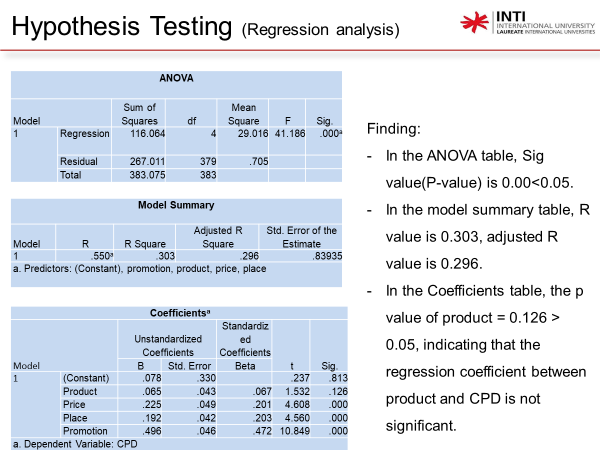 Hypothesis Testing (Regression analysis)
INTI
INTERNATIONAL UNIVERSITY
LAUREATE INTERNATIONAL UNIVERSITIES
ANOVA
Model Sum of Squares df Mean Square F Sig.
1 Regression 116.064 4 29.016 41.186 .000a
Residual 267.011 379 .705
Total 383.075 383
Model Summary
Model R R Square Adjusted R Square Std. Error of the Estimate
1 .550a .303 .296 .83935
a. Predictors: (Constant), promotion, product, price, place
Coefficientsa
Model Unstandardized Coefficients Standardiz ed Coefficients t Sig.
B Std. Error Beta
1 (Constant) .078 .330 .237 .813
Product .065 .043 .067 1.532 .126
Price .225 .049 .201 4.608 .000
Place .192 .042 .203 4.560 .000
Promotion .496 .046 .472 10.849 .000
a. Dependent Variable: CPD
Finding:
- In the ANOVA table, Sig
value(P-value) is 0.00<0.05.
- In the model summary table, R
value is 0.303, adjusted R
value is 0.296.
- In the Coefficients table, the p
value of product = 0.126 >
0.05, indicating that the
regression coefficient between
product and CPD is not
significant.